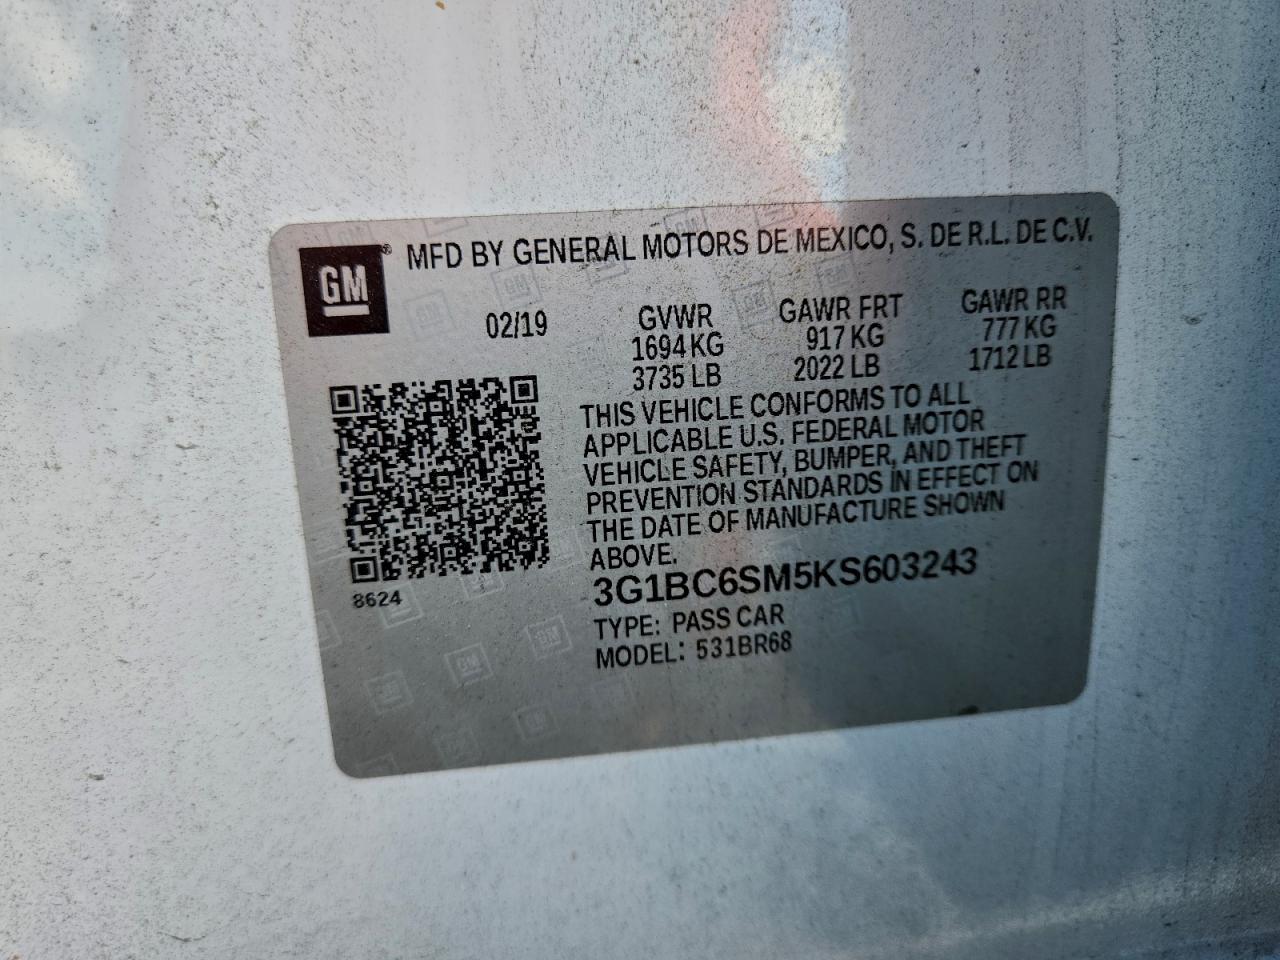 GM® MFD BY GENERAL MOTORS DE MEXICO, S. DE R.L. DE C.V.
02/19 GVWR GAWR FRT GAWR RR
1694 KG 917 KG 777 KG
3735 LB 2022 LB 1712 LB
THIS VEHICLE CONFORMS TO ALL
APPLICABLE U.S. FEDERAL MOTOR
VEHICLE SAFETY, BUMPER, AND THEFT
PREVENTION STANDARDS IN EFFECT ON
THE DATE OF MANUFACTURE SHOWN
ABOVE.
8624
3G1BC6SM5KS603243
TYPE: PASS CAR
MODEL: 531BR68